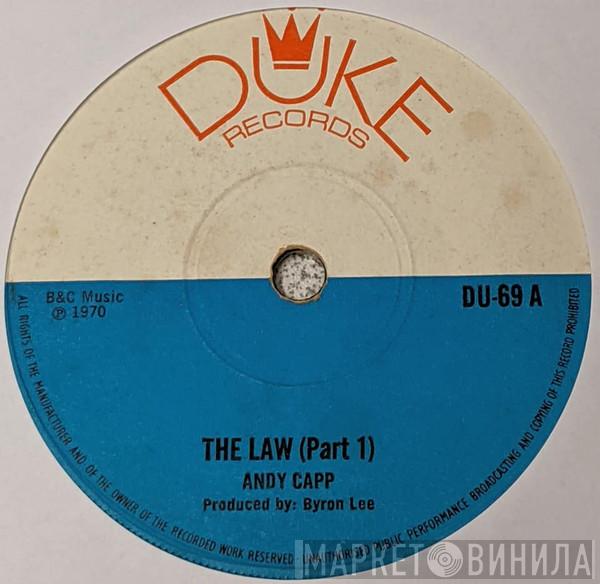 DUKE
RECORDS
B&C Music
℗ 1970
DU-69 A
THE LAW (Part 1)
ANDY CAPP
Produced by: Byron Lee
ALL RIGHTS OF THE MANUFACTURER AND OF THE OWNER OF THE RECORDED WORK RESERVED · UNAUTHORISED PUBLIC PERFORMANCE BROADCASTING AND COPYING OF THIS RECORD PROHIBITED
МАРКЕТ ВИНИЛА